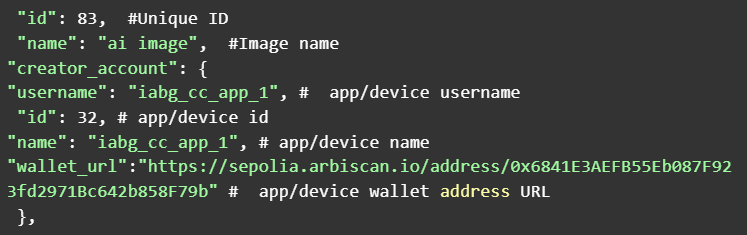 "id": 83,  #Unique ID
"name": "ai image",  #Image name
"creator_account": {
"username": "iabg_cc_app_1", #  app/device username
"id": 32, # app/device id
"name": "iabg_cc_app_1", # app/device name
"wallet_url":"https://sepolia.arbiscan.io/address/0x6841E3AEFB55Eb087F92
3fd2971Bc642b858F79b" #  app/device wallet address URL
},